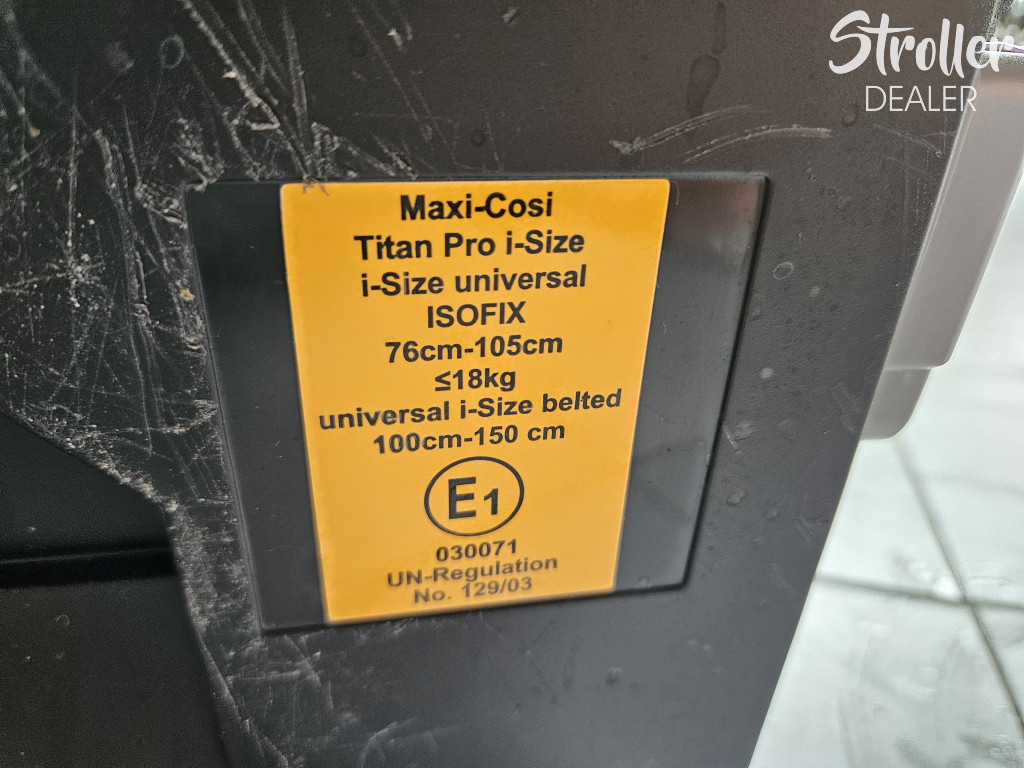 Stroller
DEALER
Maxi-Cosi
Titan Pro i-Size
i-Size universal
ISOFIX
76cm-105cm
≤18kg
universal i-Size belted
100cm-150 cm
E1
030071
UN-Regulation
No. 129/03